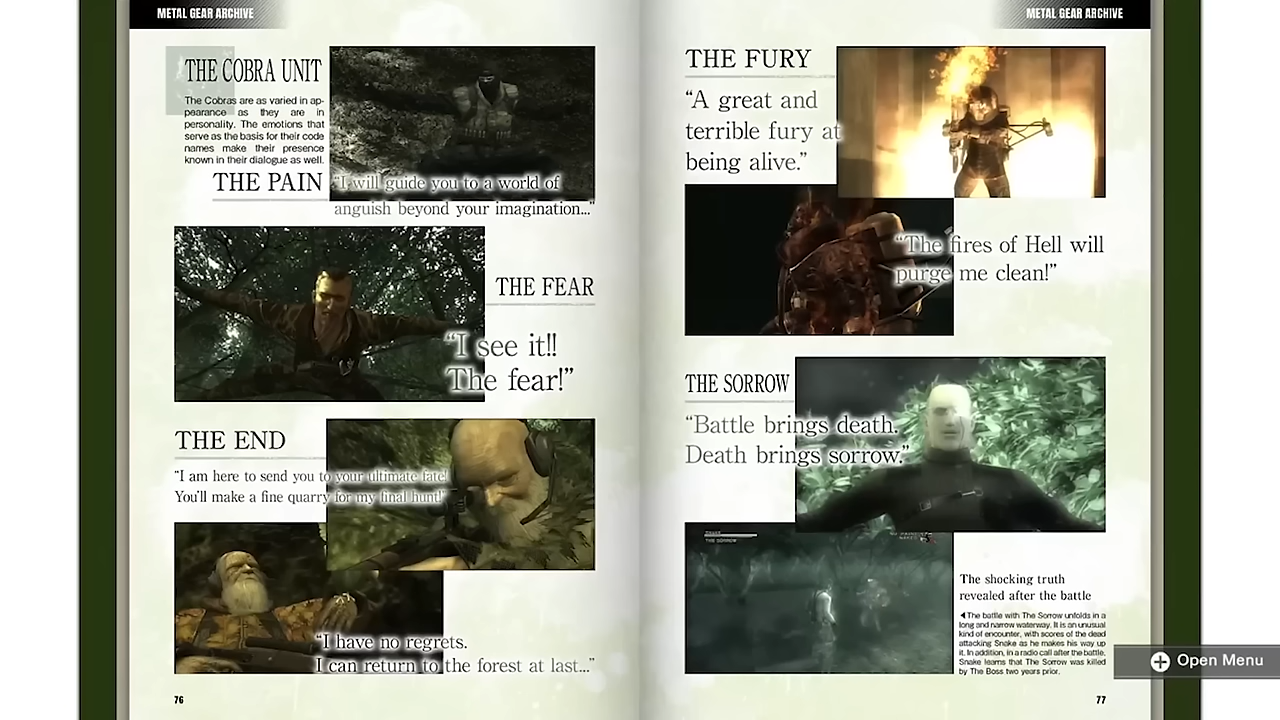 METAL GEAR ARCHIVE
METAL GEAR ARCHIVE
THE COBRA UNIT
The Cobras are as varied in ap-
pearance as they are in
personality. The emotions that
serve as the basis for their code
names make their presence
known in their dialogue as well.
THE PAIN
“I will guide you to a world of
anguish beyond your imagination...”
THE FEAR
“I see it!!
The fear!”
THE END
“I am here to send you to your ultimate fate!
You'll make a fine quarry for my final hunt!”
“I have no regrets.
I can return to the forest at last...”
76
THE FURY
“A great and
terrible fury at
being alive.”
“The fires of Hell will
purge me clean!”
THE SORROW
“Battle brings death.
Death brings sorrow.”
THE SORROW
The shocking truth
revealed after the battle
◀The battle with The Sorrow unfolds in a
long and narrow waterway. It is an unusual
kind of encounter, with scores of the dead
attacking Snake as he makes his way up
it. In addition, in a radio call after the battle,
Snake learns that The Sorrow was killed
by The Boss two years prior.
Open Menu
77